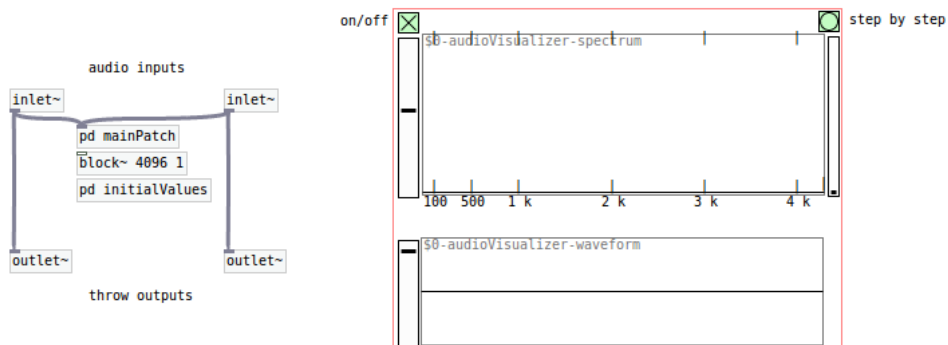 on/off
step by step
$0-audioVisualizer-spectrum
audio inputs
inlet~
inlet~
pd mainPatch
block~ 4096 1
pd initialValues
100 500 1 k 2 k 3 k 4 k
$0-audioVisualizer-waveform
outlet~
outlet~
throw outputs